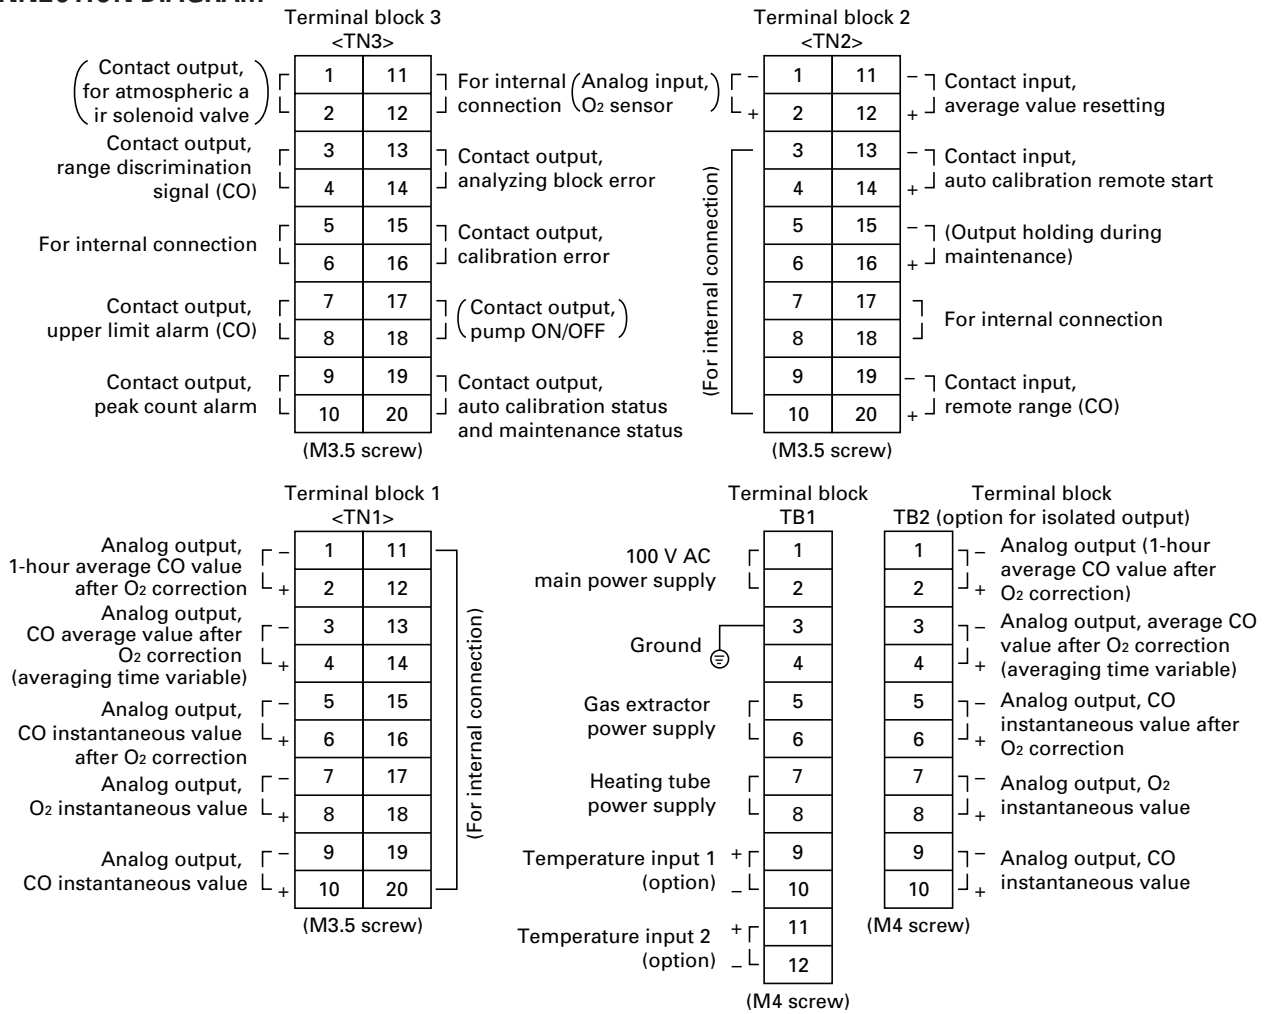 Terminal block 3
<TN3>
Contact output,
for atmospheric a
ir solenoid valve
Contact output,
range discrimination
signal (CO)
For internal connection
Contact output,
upper limit alarm (CO)
Contact output,
peak count alarm
1 11
2 12
3 13
4 14
5 15
6 16
7 17
8 18
9 19
10 20
(M3.5 screw)
For internal
connection
Contact output,
analyzing block error
Contact output,
calibration error
(Contact output,
pump ON/OFF)
Contact output,
auto calibration status
and maintenance status
Terminal block 2
<TN2>
(Analog input,
O2 sensor)
–
+
(For internal connection)
1 11
2 12
3 13
4 14
5 15
6 16
7 17
8 18
9 19
10 20
(M3.5 screw)
– Contact input,
+ average value resetting
– Contact input,
+ auto calibration remote start
– (Output holding during
+ maintenance)
For internal connection
– Contact input,
+ remote range (CO)
Terminal block 1
<TN1>
Analog output, –
1-hour average CO value
after O2 correction +
Analog output, –
CO average value after
O2 correction +
(averaging time variable)
Analog output, –
CO instantaneous value +
after O2 correction
Analog output, –
O2 instantaneous value +
Analog output, –
CO instantaneous value +
1 11
2 12
3 13
4 14
5 15
6 16
7 17
8 18
9 19
10 20
(M3.5 screw)
(For internal connection)
Terminal block
TB1
100 V AC
main power supply
Ground
Gas extractor
power supply
Heating tube
power supply
Temperature input 1 +
(option) –
Temperature input 2 +
(option) –
1
2
3
4
5
6
7
8
9
10
11
12
(M4 screw)
Terminal block
TB2 (option for isolated output)
1
2
3
4
5
6
7
8
9
10
(M4 screw)
– Analog output (1-hour
average CO value after
+ O2 correction)
– Analog output, average CO
value after O2 correction
+ (averaging time variable)
– Analog output, CO
instantaneous value after
+ O2 correction
– Analog output, O2
+ instantaneous value
– Analog output, CO
+ instantaneous value